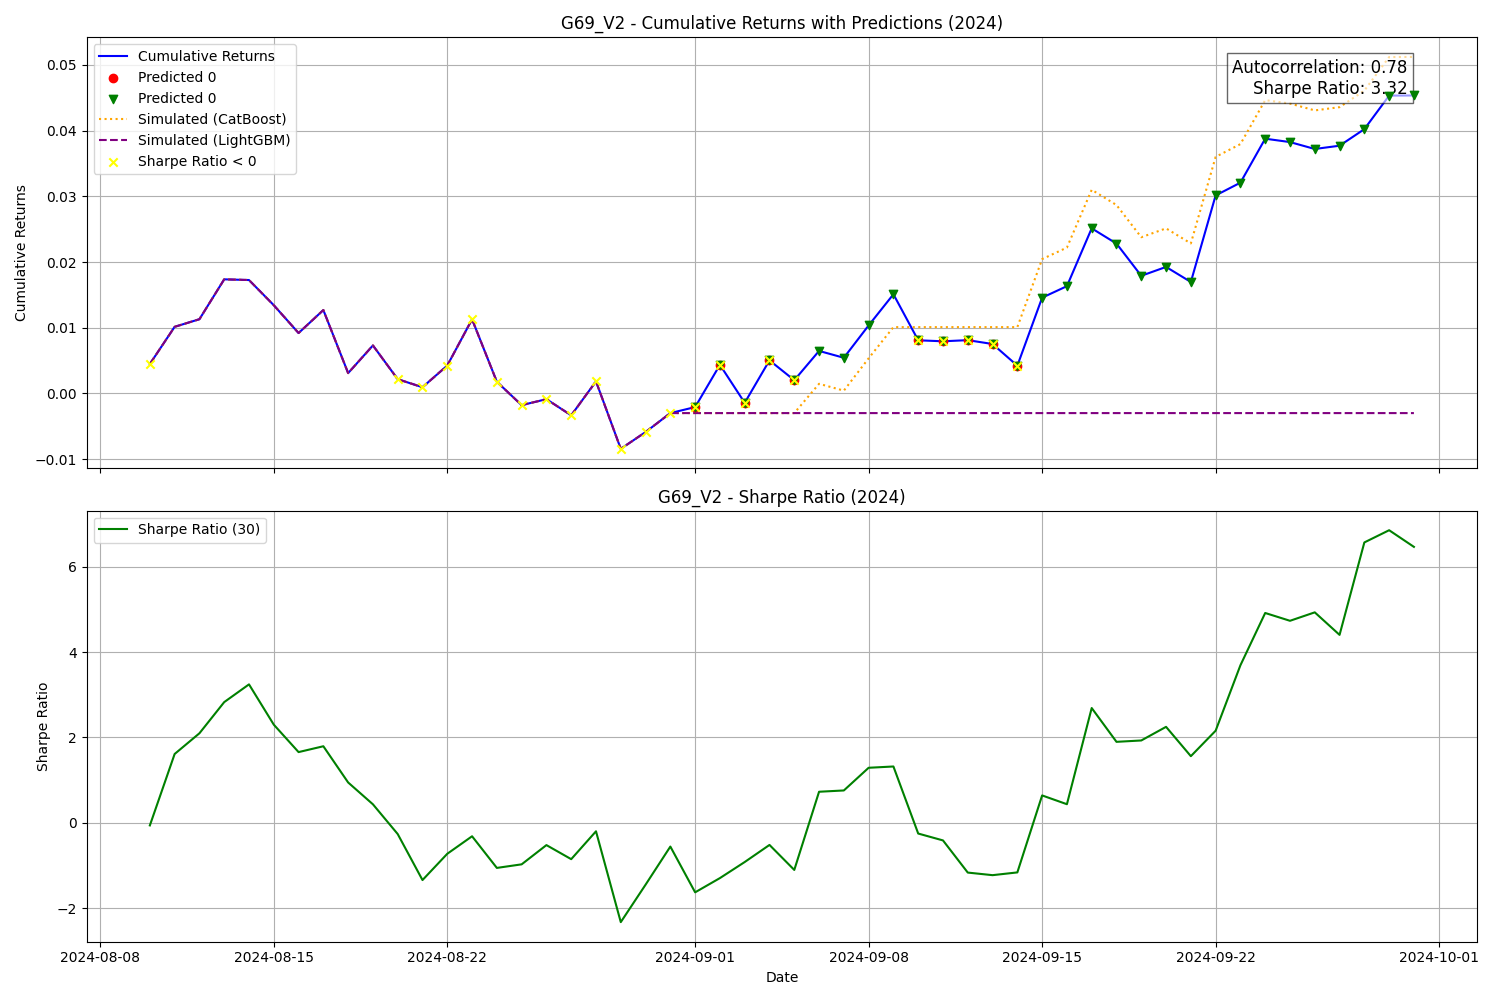 G69_V2 - Cumulative Returns with Predictions (2024)
Cumulative Returns
Predicted 0
Predicted 0
Simulated (CatBoost)
Simulated (LightGBM)
Sharpe Ratio < 0
Autocorrelation: 0.78
Sharpe Ratio: 3.32
Cumulative Returns
0.05
0.04
0.03
0.02
0.01
0.00
−0.01
G69_V2 - Sharpe Ratio (2024)
Sharpe Ratio (30)
Sharpe Ratio
6
4
2
0
−2
2024-08-08
2024-08-15
2024-08-22
2024-09-01
2024-09-08
2024-09-15
2024-09-22
2024-10-01
Date